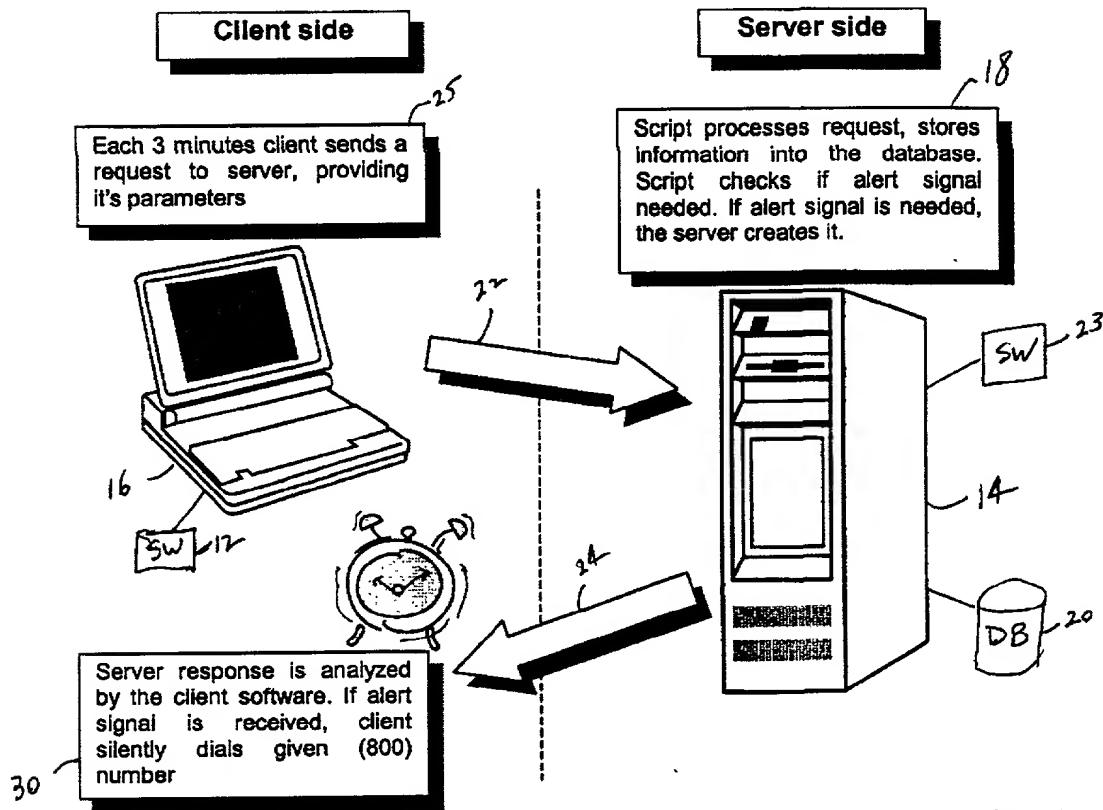 Client side
Server side
25
18
Each 3 minutes client sends a
request to server, providing
it's parameters
Script processes request, stores
information into the database.
Script checks if alert signal
needed. If alert signal is needed,
the server creates it.
22
SW
23
16
SW
12
14
24
DB
20
Server response is analyzed
by the client software. If alert
signal is received, client
silently dials given (800)
number
30